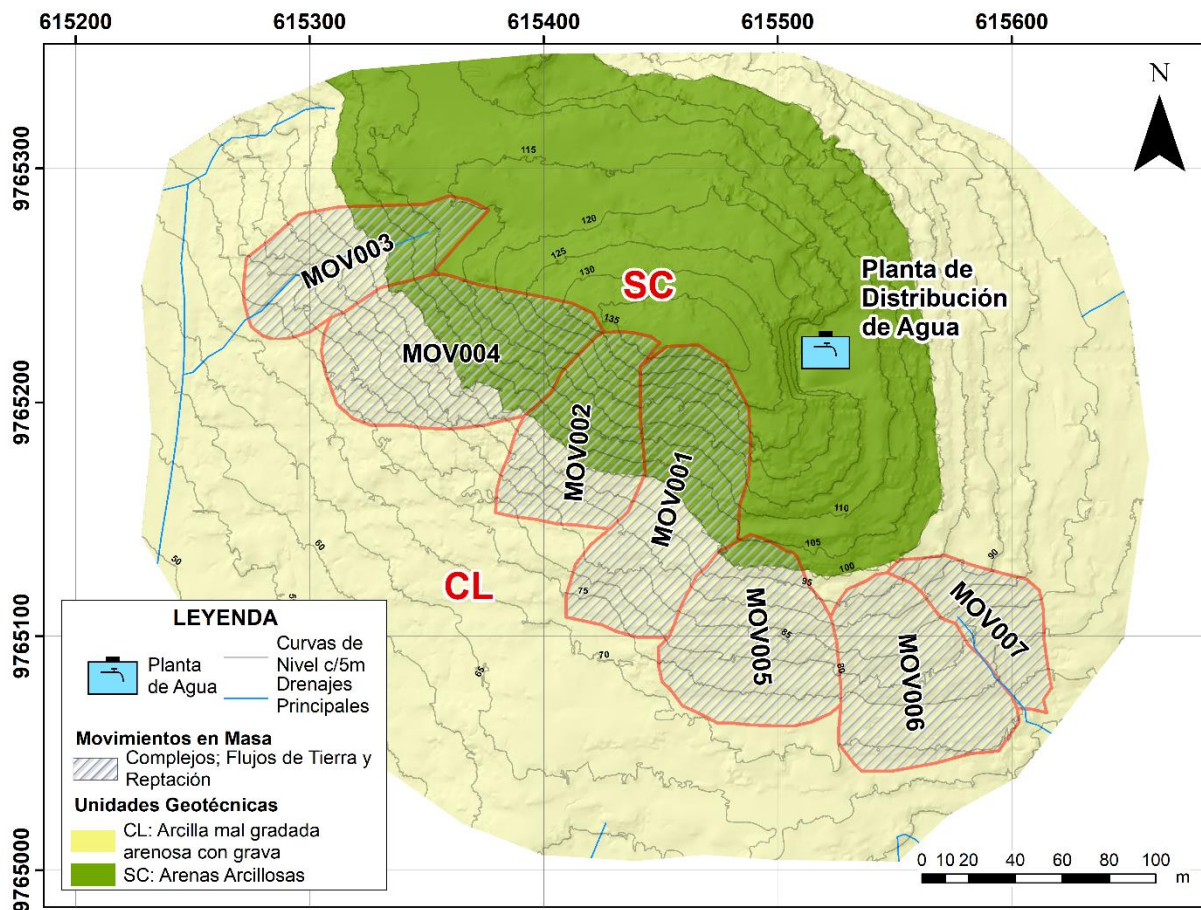 615200
615300
615400
615500
615600
9765300
9765200
9765100
9765000
N
115
120
125
130
135
SC
Planta de
Distribución
de Agua
MOV003
MOV004
MOV002
MOV001
110
105
100
95
90
CL
50
60
65
70
75
80
85
MOV005
MOV006
MOV007
LEYENDA
Planta
de Agua
Curvas de
Nivel c/5m
Drenajes
Principales
Movimientos en Masa
Complejos; Flujos de Tierra y
Reptación
Unidades Geotécnicas
CL: Arcilla mal gradada
arenosa con grava
SC: Arenas Arcillosas
0 10 20 40 60 80 100
m